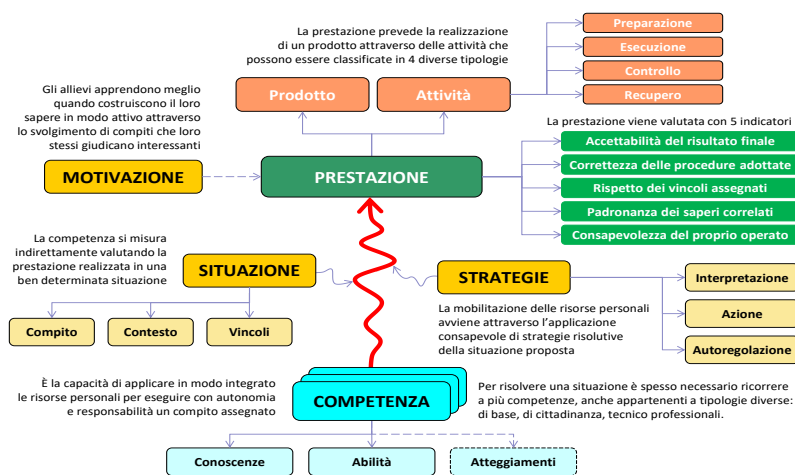 La prestazione prevede la realizzazione
di un prodotto attraverso delle attività che
possono essere classificate in 4 diverse tipologie
Preparazione
Esecuzione
Controllo
Recupero
Prodotto
Attività
Gli allievi apprendono meglio
quando costruiscono il loro
sapere in modo attivo attraverso
lo svolgimento di compiti che loro
stessi giudicano interessanti
La prestazione viene valutata con 5 indicatori
Accettabilità del risultato finale
Correttezza delle procedure adottate
Rispetto dei vincoli assegnati
Padronanza dei saperi correlati
Consapevolezza del proprio operato
MOTIVAZIONE
PRESTAZIONE
La competenza si misura
indirettamente valutando la
prestazione realizzata in una
ben determinata situazione
SITUAZIONE
STRATEGIE
Interpretazione
Azione
Autoregolazione
Compito
Contesto
Vincoli
La mobilitazione delle risorse personali
avviene attraverso l'applicazione
consapevole di strategie risolutive
della situazione proposta
È la capacità di applicare in modo integrato
le risorse personali per eseguire con autonomia
e responsabilità un compito assegnato
COMPETENZA
Per risolvere una situazione è spesso necessario ricorrere
a più competenze, anche appartenenti a tipologie diverse:
di base, di cittadinanza, tecnico professionali.
Conoscenze
Abilità
Atteggiamenti